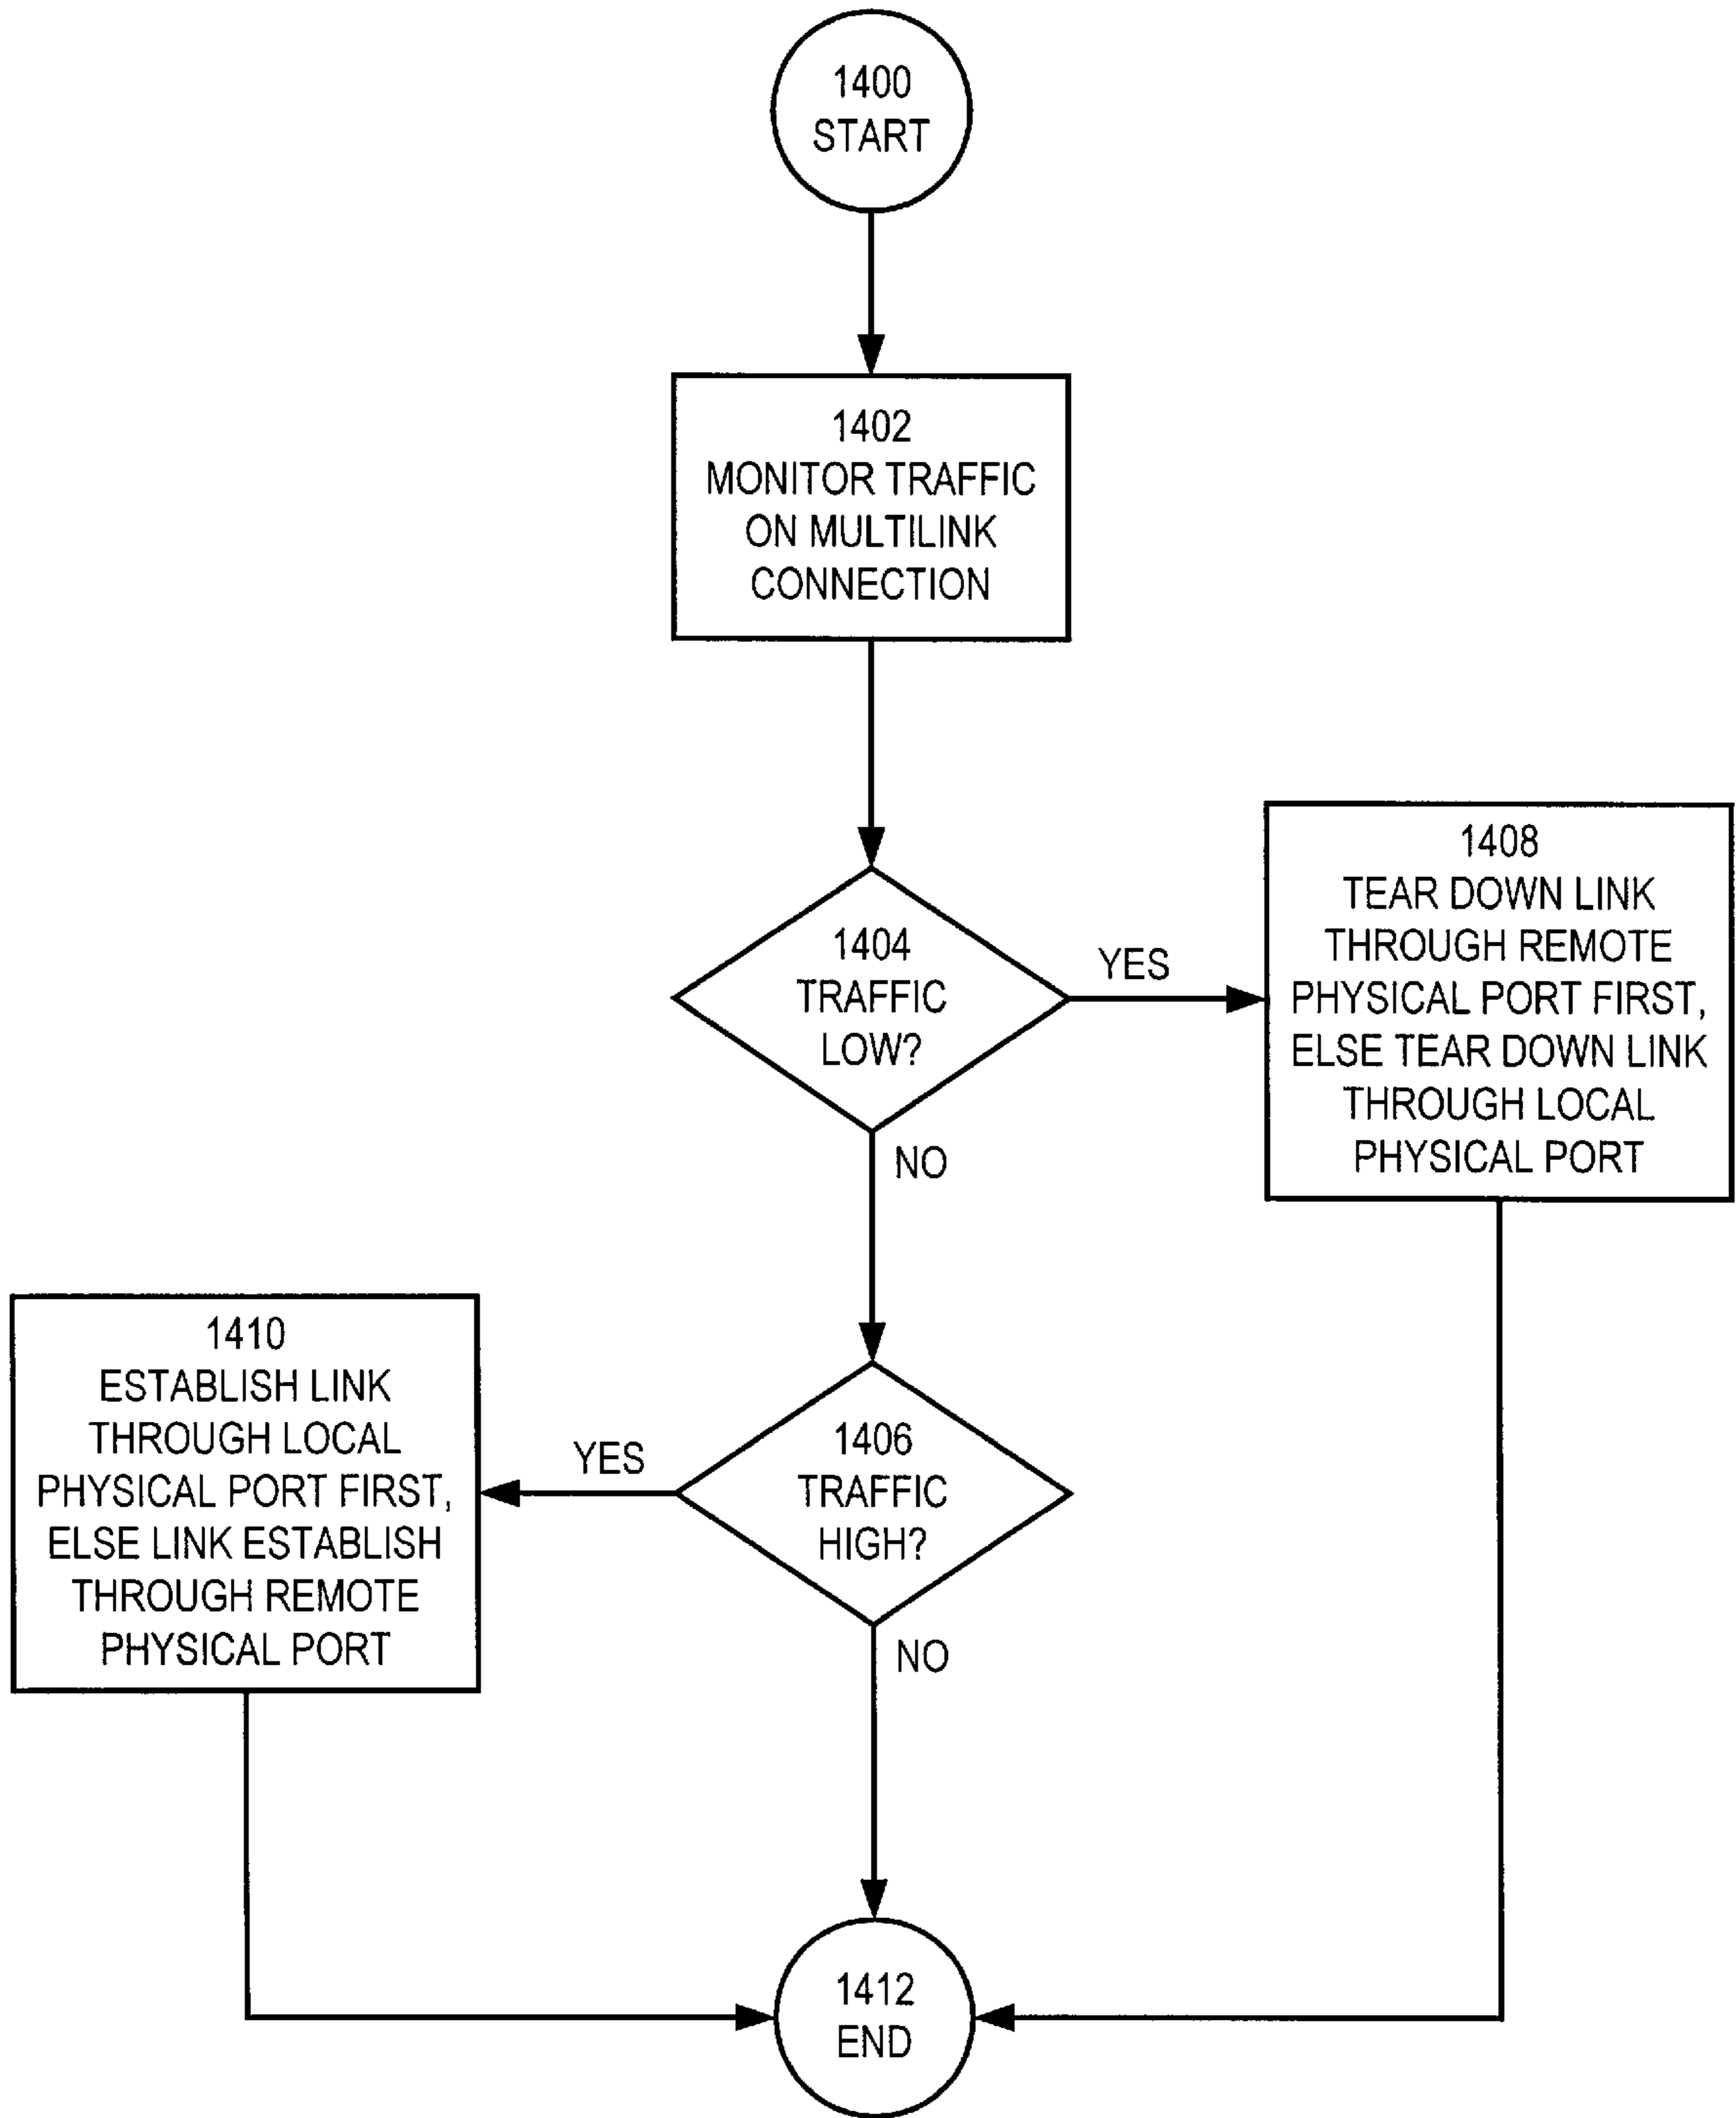 1400
START
1402
MONITOR TRAFFIC
ON MULTILINK
CONNECTION
1404
TRAFFIC
LOW?
YES
NO
1408
TEAR DOWN LINK
THROUGH REMOTE
PHYSICAL PORT FIRST,
ELSE TEAR DOWN LINK
THROUGH LOCAL
PHYSICAL PORT
1406
TRAFFIC
HIGH?
YES
NO
1410
ESTABLISH LINK
THROUGH LOCAL
PHYSICAL PORT FIRST,
ELSE LINK ESTABLISH
THROUGH REMOTE
PHYSICAL PORT
1412
END